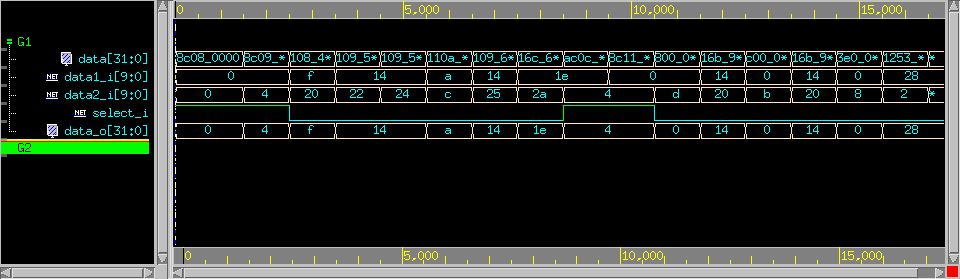 0 5,000 10,000 15,000
G1
data[31:0] 8c08_0000 8c09_* 108_4* 109_5* 109_5* 110a_* 109_6* 16c_6* ac0c_* 8c11_* 800_0* 16b_9* c00_0* 16b_9* 3e0_0* 1253_* *
NET data1_i[9:0] 0 f 14 a 14 1e 0 14 0 14 0 28
NET data2_i[9:0] 0 4 20 22 24 c 25 2a 4 d 20 b 20 8 2 *
NET select_i
data_o[31:0] 0 4 f 14 a 14 1e 4 0 14 0 14 0 28
G2
0 5,000 10,000 15,000